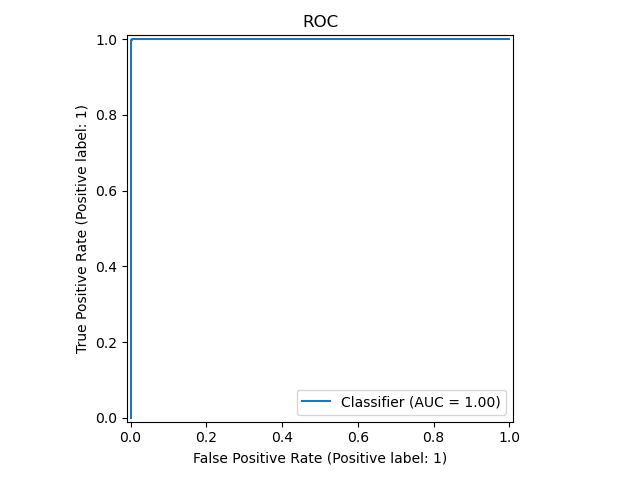 ROC
True Positive Rate (Positive label: 1)
1.0
0.8
0.6
0.4
0.2
0.0
Classifier (AUC = 1.00)
0.0 0.2 0.4 0.6 0.8 1.0
False Positive Rate (Positive label: 1)